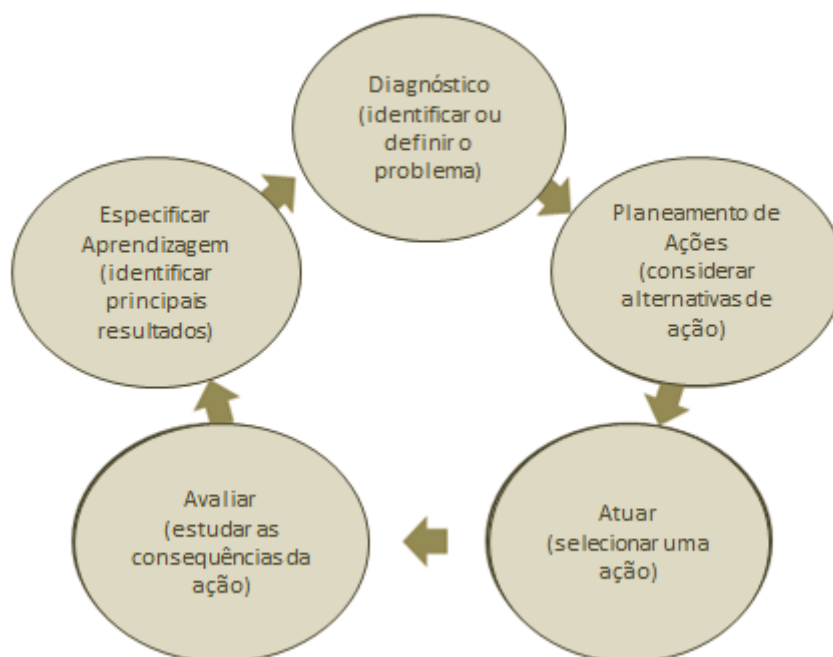 Diagnóstico
(identificar ou
definir o
problema)
Planeamento de
Ações
(considerar
alternativas de
ação)
Atuar
(selecionar uma
ação)
Avaliar
(estudar as
consequências da
ação)
Especificar
Aprendizagem
(identificar
principais
resultados)